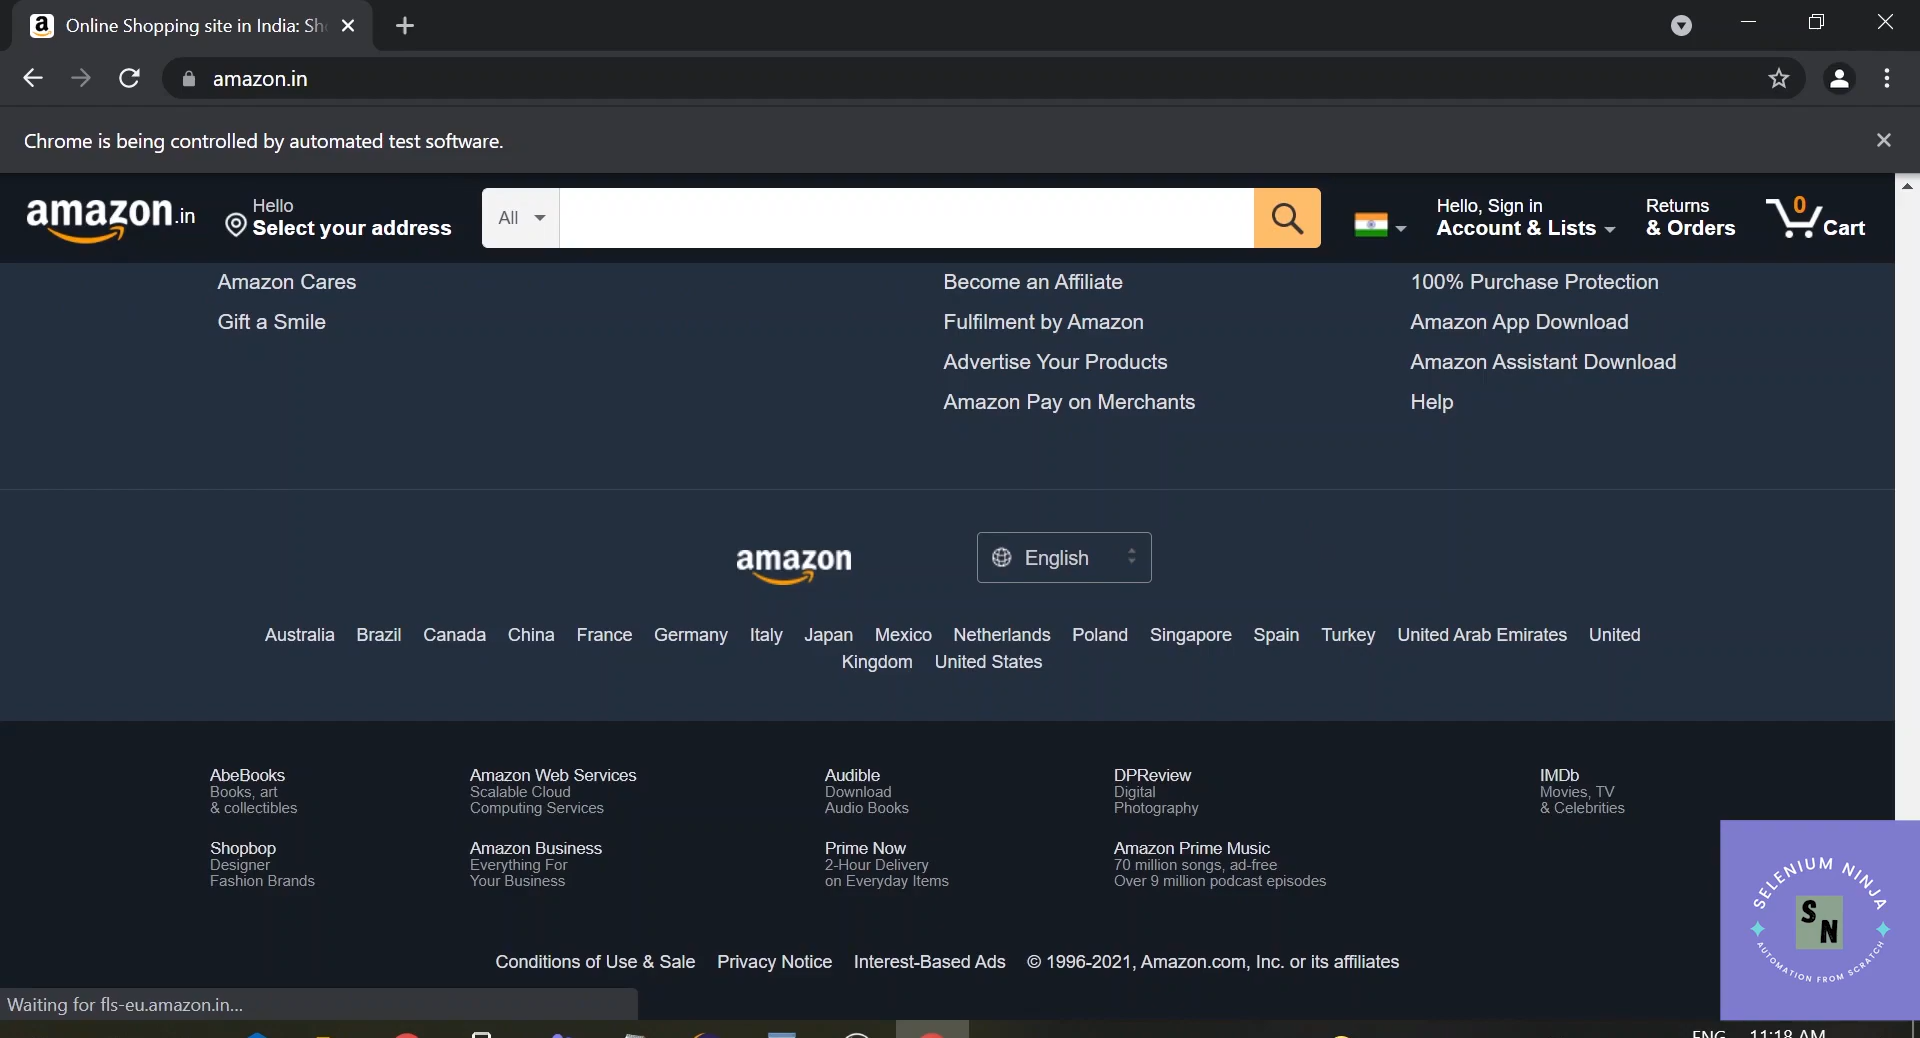 Online Shopping site in India: Sh
amazon.in
Chrome is being controlled by automated test software.
amazon.in
Hello
Select your address
All
Hello, Sign in
Account & Lists
Returns
& Orders
0
Cart
Amazon Cares
Gift a Smile
Become an Affiliate
Fulfilment by Amazon
Advertise Your Products
Amazon Pay on Merchants
100% Purchase Protection
Amazon App Download
Amazon Assistant Download
Help
amazon
English
Australia Brazil Canada China France Germany Italy Japan Mexico Netherlands Poland Singapore Spain Turkey United Arab Emirates United
Kingdom United States
AbeBooks
Books, art
& collectibles
Amazon Web Services
Scalable Cloud
Computing Services
Audible
Download
Audio Books
DPReview
Digital
Photography
IMDb
Movies, TV
& Celebrities
Shopbop
Designer
Fashion Brands
Amazon Business
Everything For
Your Business
Prime Now
2-Hour Delivery
on Everyday Items
Amazon Prime Music
70 million songs, ad-free
Over 9 million podcast episodes
SELENIUM NINJA
SN
AUTOMATION FROM SCRATCH
Conditions of Use & Sale Privacy Notice Interest-Based Ads © 1996-2021, Amazon.com, Inc. or its affiliates
Waiting for fls-eu.amazon.in...
ENG 11:18 AM